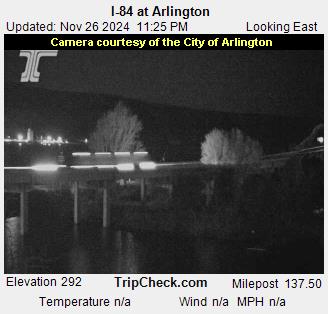 I-84 at Arlington
Updated: Nov 26 2024 11:25 PM Looking East
Camera courtesy of the City of Arlington
Elevation 292 TripCheck.com Milepost 137.50
Temperature n/a Wind n/a MPH n/a